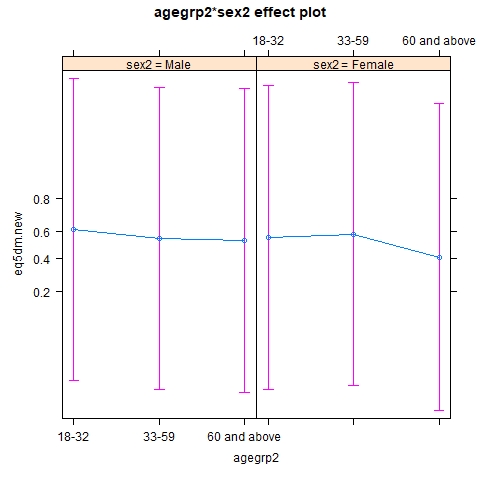 agegrp2*sex2 effect plot
18-32 33-59 60 and above
sex2 = Male sex2 = Female
0.8
0.6
0.4
0.2
eq5dm.new
18-32 33-59 60 and above
agegrp2